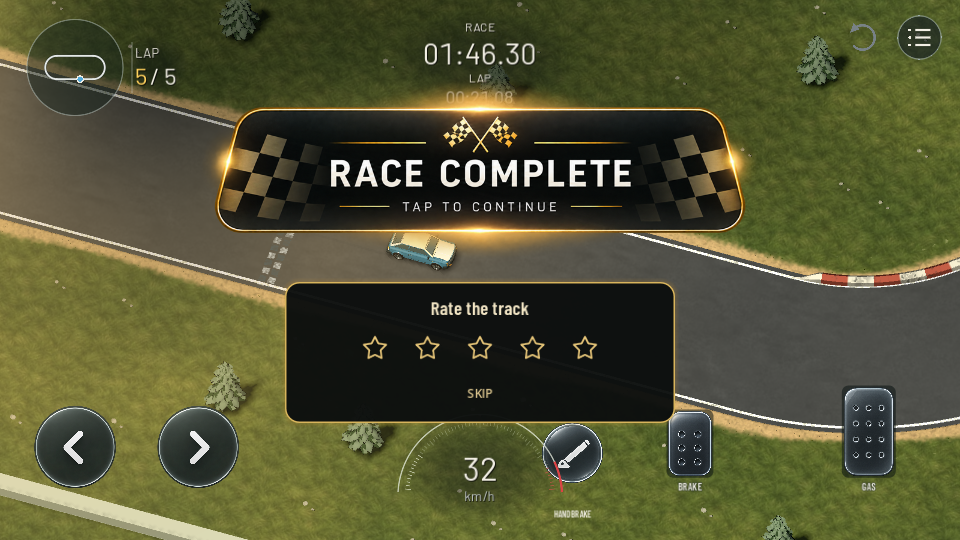 RACE
01:46.30
LAP
LAP
5/ 5
RACE COMPLETE
TAP TO CONTINUE
Rate the track
SKIP
32
km/h
HANDBRAKE
BRAKE
GAS